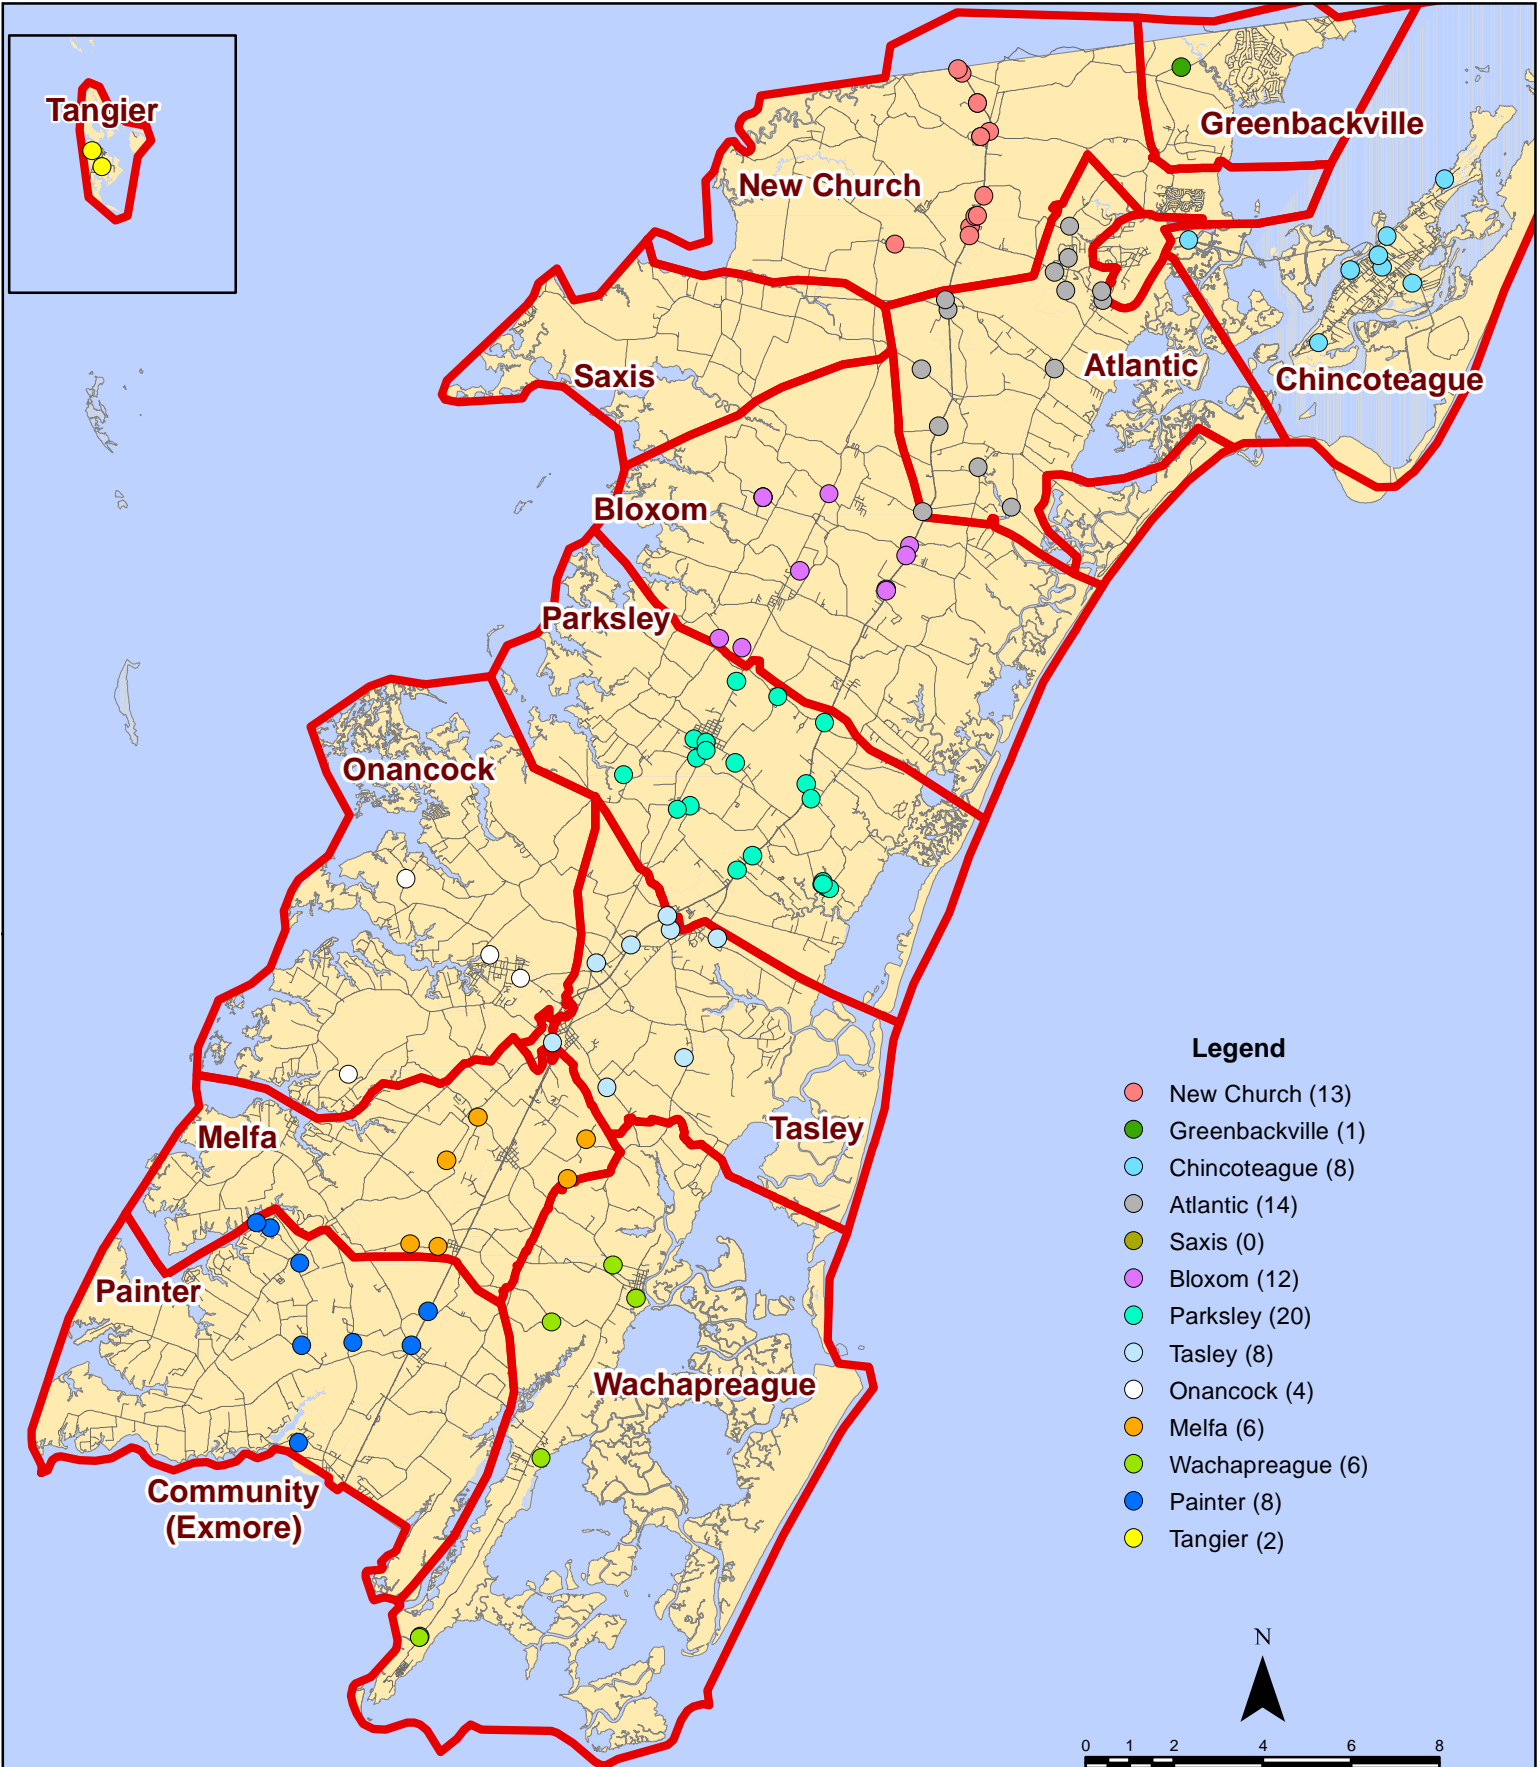 Tangier
Greenbackville
New Church
Saxis
Atlantic
Chincoteague
Bloxom
Parksley
Onancock
Melfa
Tasley
Painter
Wachapreague
Community
(Exmore)
Legend
New Church (13)
Greenbackville (1)
Chincoteague (8)
Atlantic (14)
Saxis (0)
Bloxom (12)
Parksley (20)
Tasley (8)
Onancock (4)
Melfa (6)
Wachapreague (6)
Painter (8)
Tangier (2)
N
0 1 2 4 6 8